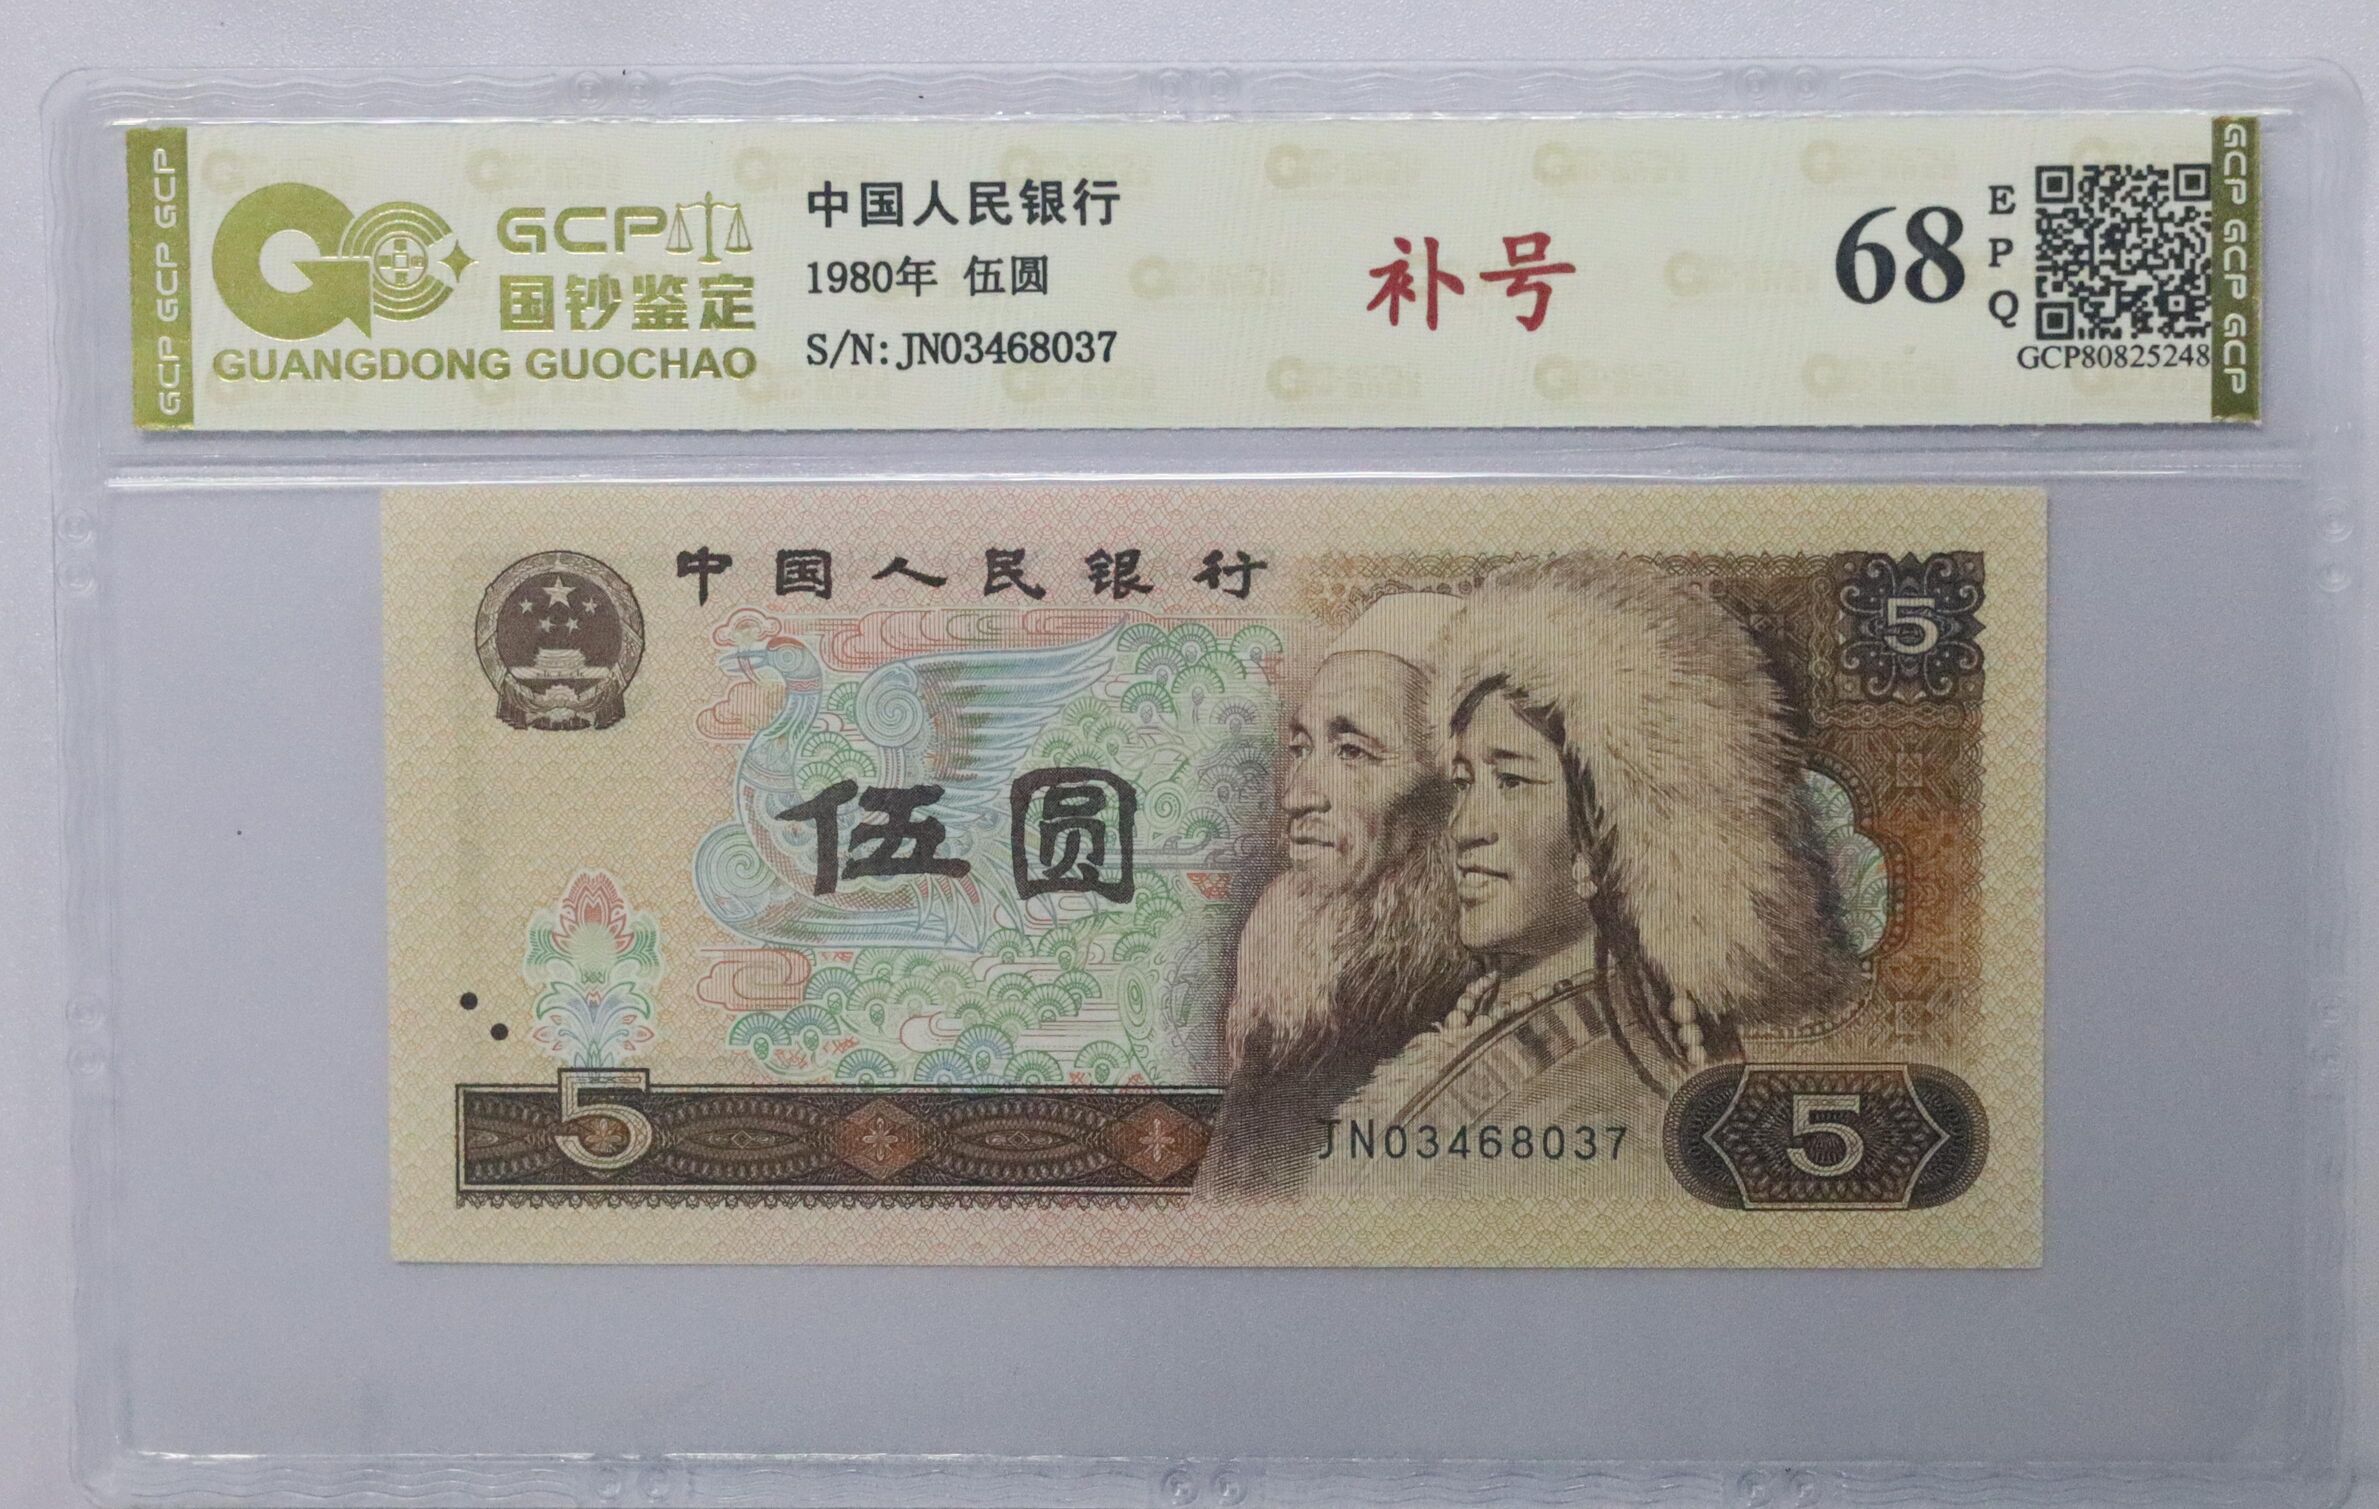 GCP GCP GCP
GCP
国钞鉴定
GUANGDONG GUOCHAO
中国人民银行
1980年 伍圆
S/N: JN03468037
补号
68
E
P
Q
GCP80825248
GCP GCP GCP
中国人民银行
5
伍圆
5
JN03468037
5